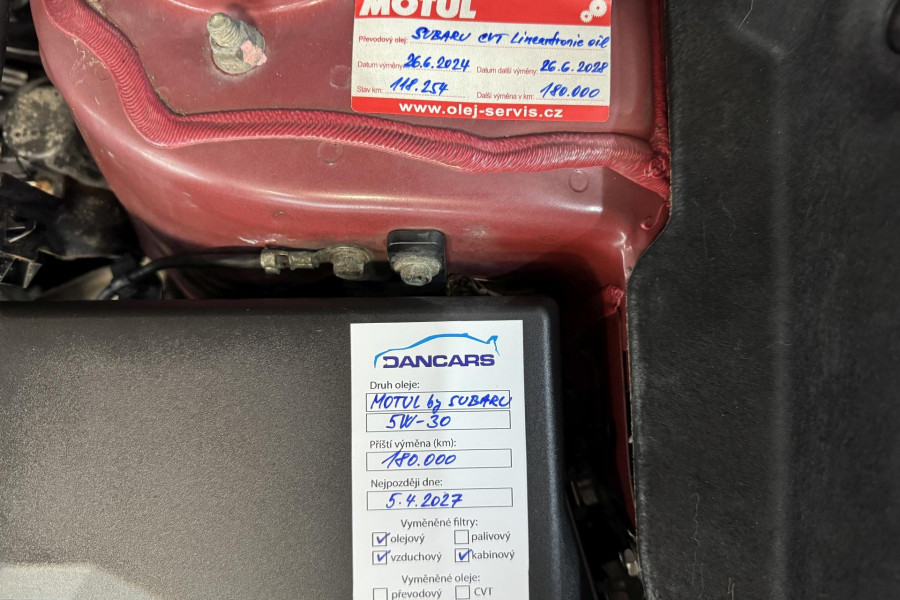 MOTUL
Převodový olej: SUBARU CVT Lineartronic oil
Datum výměny: 26.6.2024 Datum další výměny: 26.6.2028
Stav km: 118.254 Další výměna v km: 180.000
www.olej-servis.cz
DANCARS
Druh oleje:
MOTUL by SUBARU
5W-30
Příští výměna (km):
180.000
Nejpozději dne:
5.4.2027
Vyměněné filtry:
olejový palivový
vzduchový kabinový
Vyměněné oleje:
převodový CVT